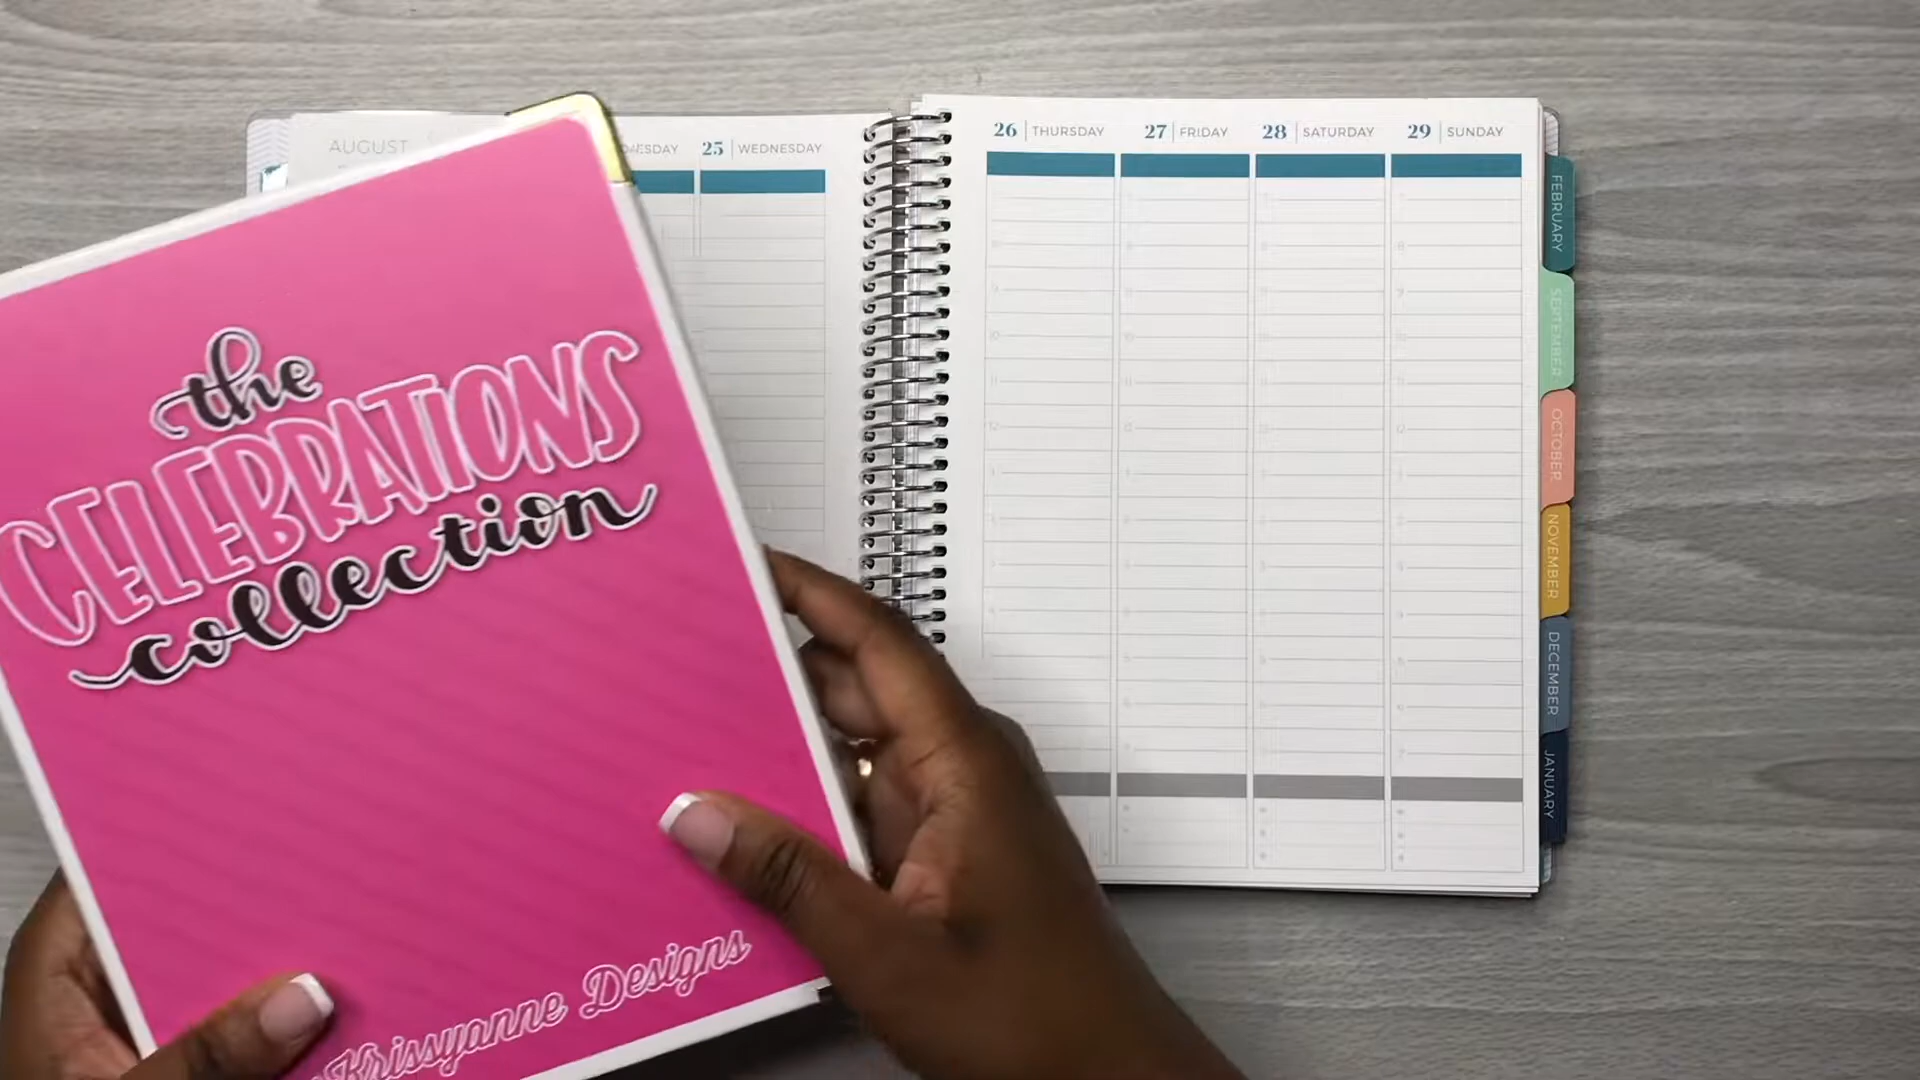 the
CELEBRATIONS
collection
Krissyanne Designs
AUGUST
25 WEDNESDAY
26 THURSDAY
27 FRIDAY
28 SATURDAY
29 SUNDAY
FEBRUARY
SEPTEMBER
OCTOBER
NOVEMBER
DECEMBER
JANUARY